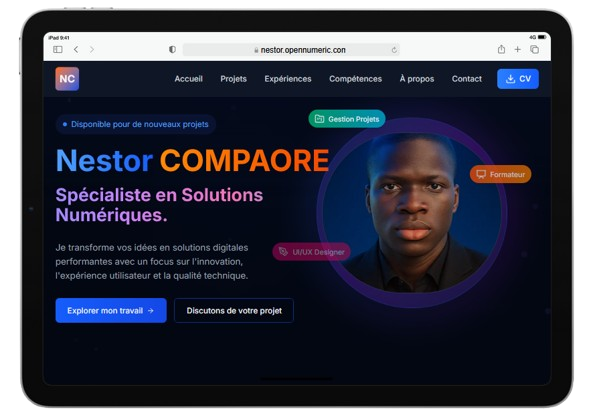 iPad 9:41
4G
nestor.opennumeric.con
NC
Accueil
Projets
Expériences
Compétences
À propos
Contact
CV
Disponible pour de nouveaux projets
Gestion Projets
Nestor COMPAORE
Formateur
Spécialiste en Solutions
Numériques.
UI/UX Designer
Je transforme vos idées en solutions digitales
performantes avec un focus sur l'innovation,
l'expérience utilisateur et la qualité technique.
Explorer mon travail →
Discutons de votre projet